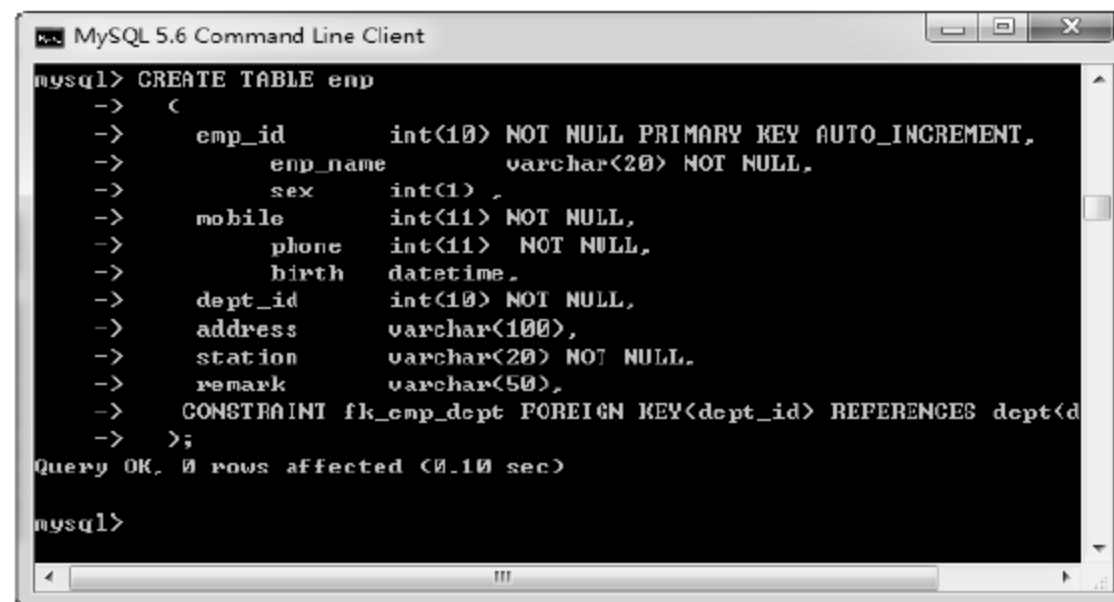 MySQL 5.6 Command Line Client
mysql> CREATE TABLE emp
-> (
-> emp_id int(10) NOT NULL PRIMARY KEY AUTO_INCREMENT,
-> emp_name varchar(20) NOT NULL,
-> sex int(1) ,
-> mobile int(11) NOT NULL,
-> phone int(11) NOT NULL,
-> birth datetime,
-> dept_id int(10) NOT NULL,
-> address varchar(100),
-> station varchar(20) NOT NULL,
-> remark varchar(50),
-> CONSTRAINT fk_emp_dept FOREIGN KEY(dept_id) REFERENCES dept(d
-> );
Query OK, 0 rows affected (0.10 sec)
mysql>